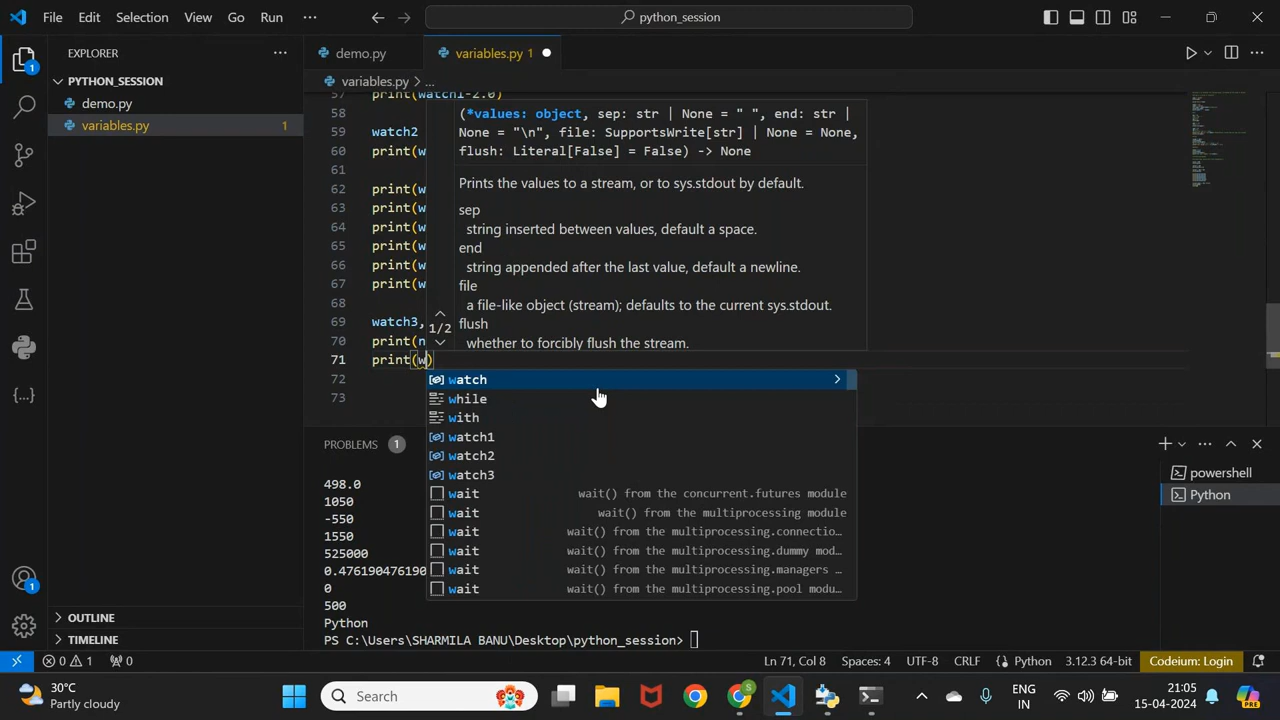 File Edit Selection View Go Run ··· python_session
EXPLORER ···
demo.py
variables.py 1
PYTHON_SESSION
variables.py > ...
demo.py
variables.py 1
57 print(watch1-2.0)
58
59 watch2
60 print(w
61
62 print(w
63 print(w
64 print(w
65 print(w
66 print(w
67 print(w
68
69 watch3,
70 print(n
71 print(w)
72
73
(*values: object, sep: str | None = " ", end: str |
None = "\n", file: SupportsWrite[str] | None = None,
flush: Literal[False] = False) -> None
Prints the values to a stream, or to sys.stdout by default.
sep
string inserted between values, default a space.
end
string appended after the last value, default a newline.
file
a file-like object (stream); defaults to the current sys.stdout.
flush
whether to forcibly flush the stream.
1/2
watch
while
with
watch1
watch2
watch3
wait wait() from the concurrent.futures module
wait wait() from the multiprocessing module
wait wait() from the multiprocessing.connectio…
wait wait() from the multiprocessing.dummy mod…
wait wait() from the multiprocessing.managers …
wait wait() from the multiprocessing.pool modu…
PROBLEMS 1
powershell
Python
498.0
1050
-550
1550
525000
0.476190476190
0
500
Python
PS C:\Users\SHARMILA BANU\Desktop\python_session>
OUTLINE
TIMELINE
0 1 0 Ln 71, Col 8 Spaces: 4 UTF-8 CRLF Python 3.12.3 64-bit Codeium: Login
30°C
Partly cloudy
Search
ENG
IN
21:05
15-04-2024